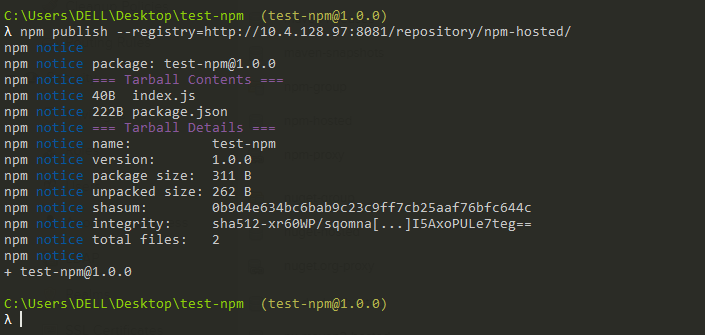 C:\Users\DELL\Desktop\test-npm  (test-npm@1.0.0)
λ npm publish --registry=http://10.4.128.97:8081/repository/npm-hosted/
npm notice
npm notice package: test-npm@1.0.0
npm notice === Tarball Contents ===
npm notice 40B  index.js
npm notice 222B package.json
npm notice === Tarball Details ===
npm notice name:          test-npm
npm notice version:       1.0.0
npm notice package size:  311 B
npm notice unpacked size: 262 B
npm notice shasum:        0b9d4e634bc6bab9c23c9ff7cb25aaf76bfc644c
npm notice integrity:     sha512-xr60WP/sqomna[...]I5AxoPULe7teg==
npm notice total files:   2
npm notice
+ test-npm@1.0.0
C:\Users\DELL\Desktop\test-npm  (test-npm@1.0.0)
λ